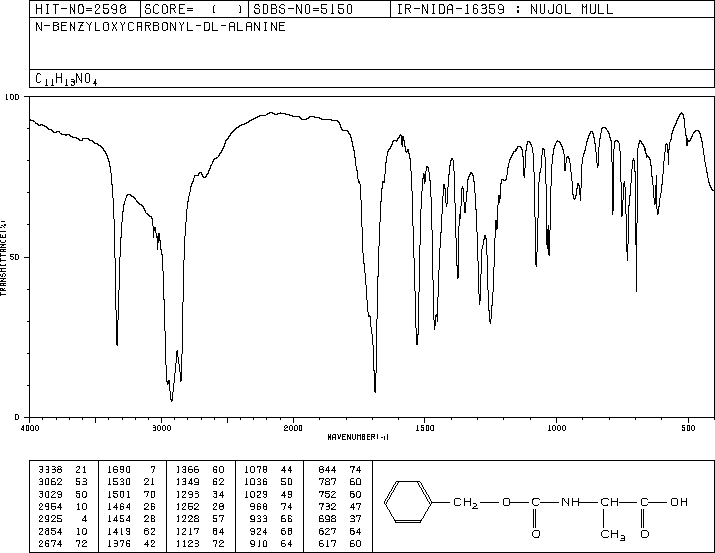 HIT-NO=2598 SCORE= ( ) SDBS-NO=5150 IR-NIDA-16359 : NUJOL MULL
N-BENZYLOXYCARBONYL-DL-ALANINE
C11H13NO4
100
50
0
TRANSMITTANCE(%)
4000 3000 2000 1500 1000 500
WAVENUMBER(-1)
3338 21 1690 7 1366 60 1078 44 844 74
3062 53 1530 21 1349 62 1036 50 787 60
3029 50 1501 70 1293 34 1029 49 752 60
2954 10 1464 26 1252 28 968 74 732 47
2925 4 1454 28 1228 57 933 66 698 37
2854 10 1419 62 1217 64 924 68 627 64
2674 72 1376 42 1123 72 910 64 617 60
CH2 O C NH CH C OH
O CH3 O